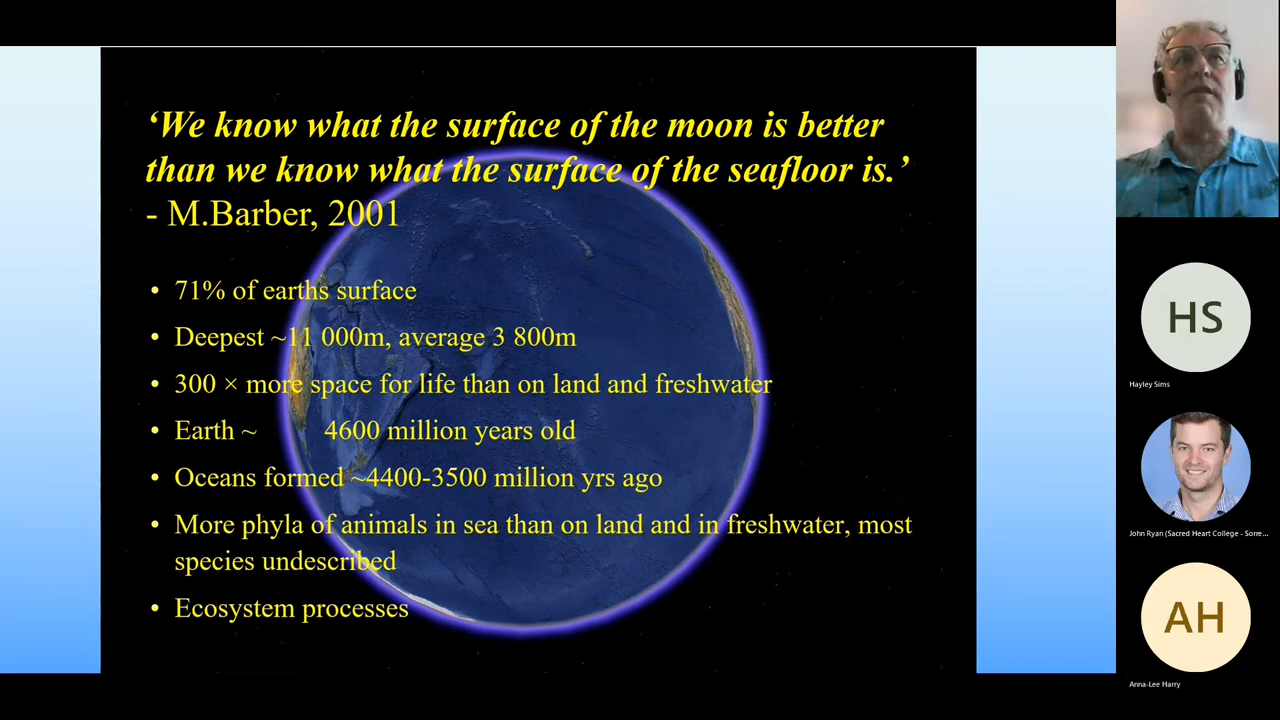 ‘We know what the surface of the moon is better
than we know what the surface of the seafloor is.’
- M.Barber, 2001
• 71% of earths surface
• Deepest ~11 000m, average 3 800m
• 300 × more space for life than on land and freshwater
• Earth ~ 4600 million years old
• Oceans formed ~4400-3500 million yrs ago
• More phyla of animals in sea than on land and in freshwater, most
species undescribed
• Ecosystem processes
HS
Hayley Sims
John Ryan (Sacred Heart College - Sorre...
AH
Anna-Lee Harry